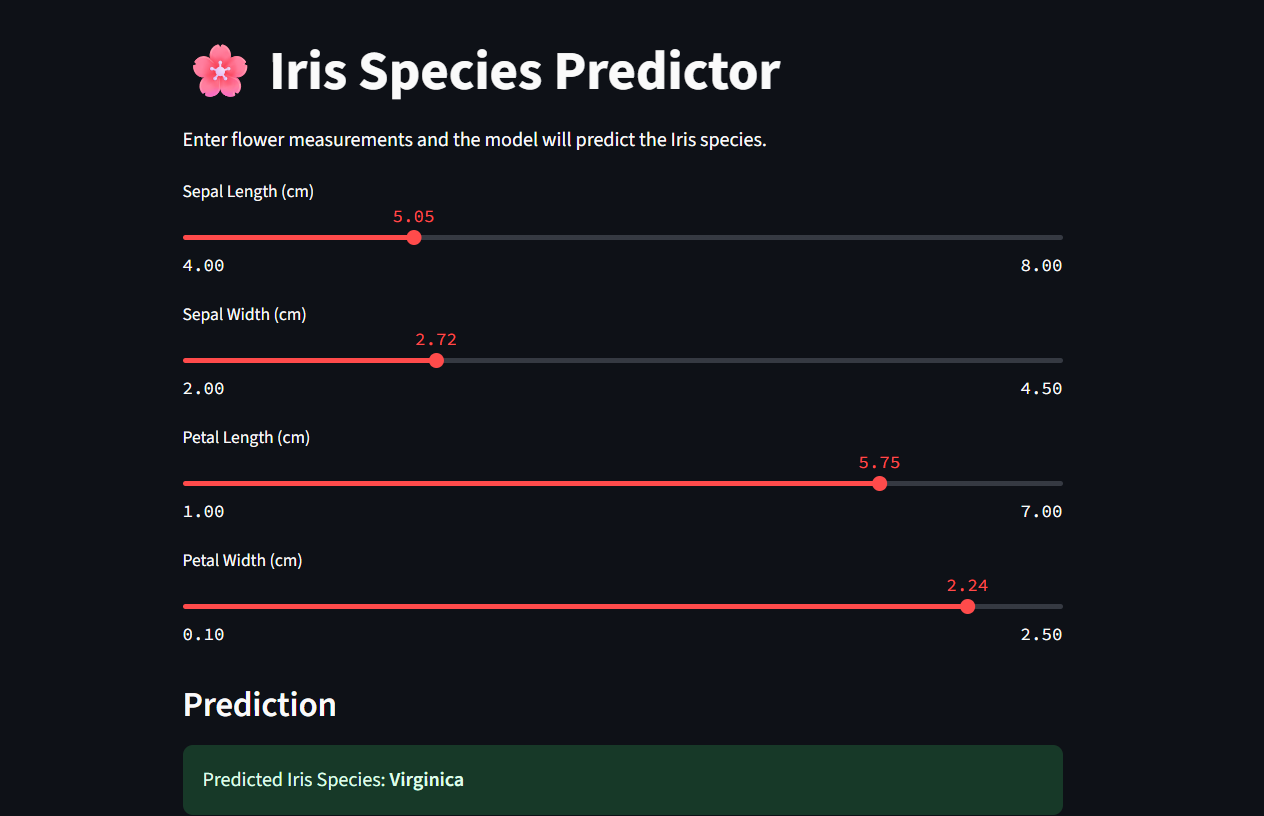 Iris Species Predictor
Enter flower measurements and the model will predict the Iris species.
Sepal Length (cm)
5.05
4.00 8.00
Sepal Width (cm)
2.72
2.00 4.50
Petal Length (cm)
5.75
1.00 7.00
Petal Width (cm)
2.24
0.10 2.50
Prediction
Predicted Iris Species: Virginica